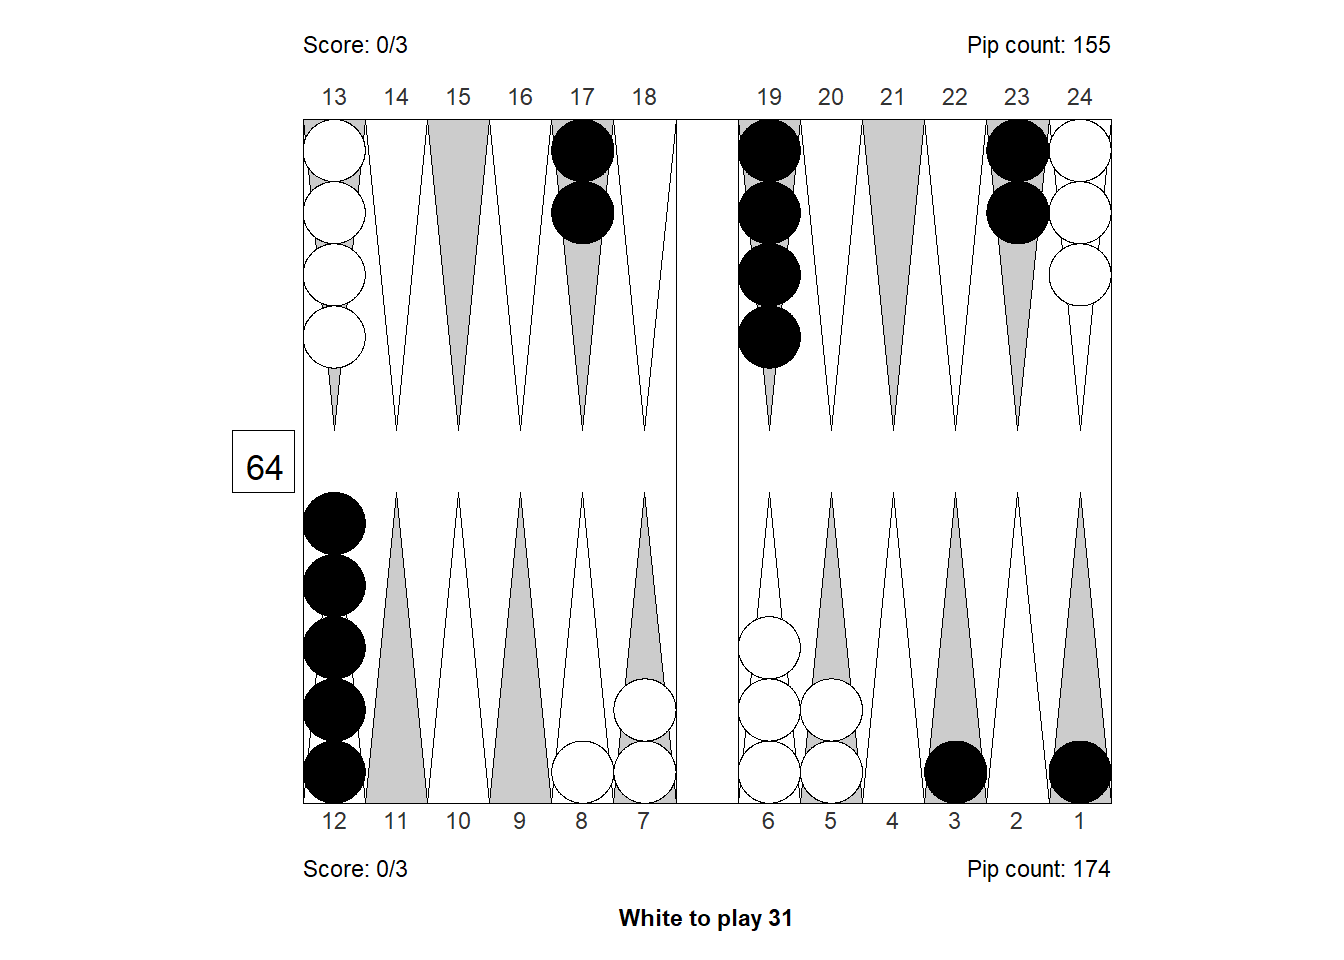 Score: 0/3 Pip count: 155
13 14 15 16 17 18 19 20 21 22 23 24
64
12 11 10 9 8 7 6 5 4 3 2 1
Score: 0/3 Pip count: 174
White to play 31